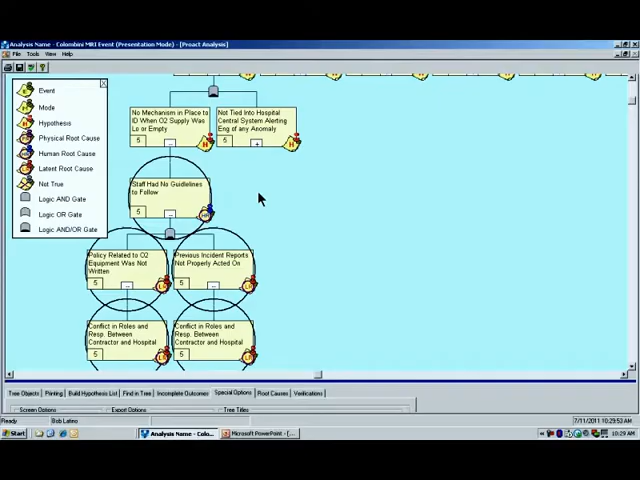 Analysis Name - Colombini MRI Event (Presentation Mode) - [Proact Analysis]
File Tools View Help
Event
Mode
Hypothesis
Physical Root Cause
Human Root Cause
Latent Root Cause
Not True
Logic AND Gate
Logic OR Gate
Logic AND/OR Gate
No Mechanism in Place to
ID When O2 Supply Was
Lo or Empty
5
H
Not Tied Into Hospital
Central System Alerting
Eng of any Anomaly
5
H
Staff Had No Guidlelines
to Follow
5
HR
Policy Related to O2
Equipment Was Not
Written
5
LR
Previous Incident Reports
Not Properly Acted On
5
LR
Conflict in Roles and
Resp. Between
Contractor and Hospital
5
LR
Conflict in Roles and
Resp. Between
Contractor and Hospital
5
LR
Tree Objects Printing Build Hypothesis List Find in Tree Incomplete Outcomes Special Options Root Causes Verifications
Screen Options Export Options Tree Titles
Ready Bob Latino 7/11/2011 10:29:53 AM
Start Analysis Name - Co... Microsoft PowerPoint - [... 10:29 AM